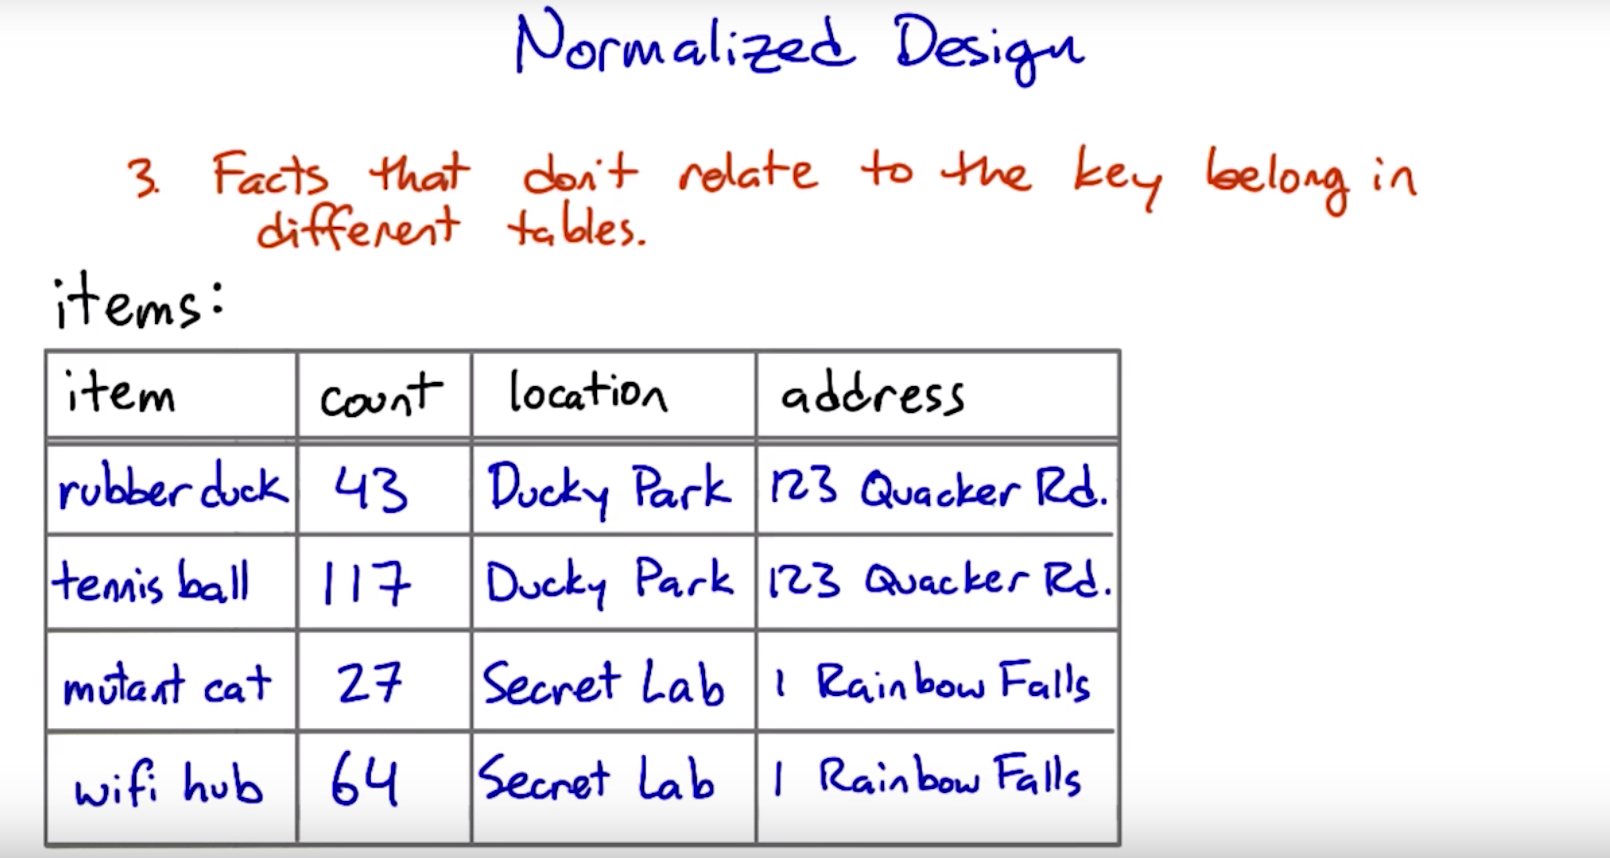 Normalized Design
3. Facts that don't relate to the key belong in
different tables.
items:
item count location address
rubber duck 43 Ducky Park 123 Quacker Rd.
tennis ball 117 Ducky Park 123 Quacker Rd.
mutant cat 27 Secret Lab 1 Rainbow Falls
wifi hub 64 Secret Lab 1 Rainbow Falls